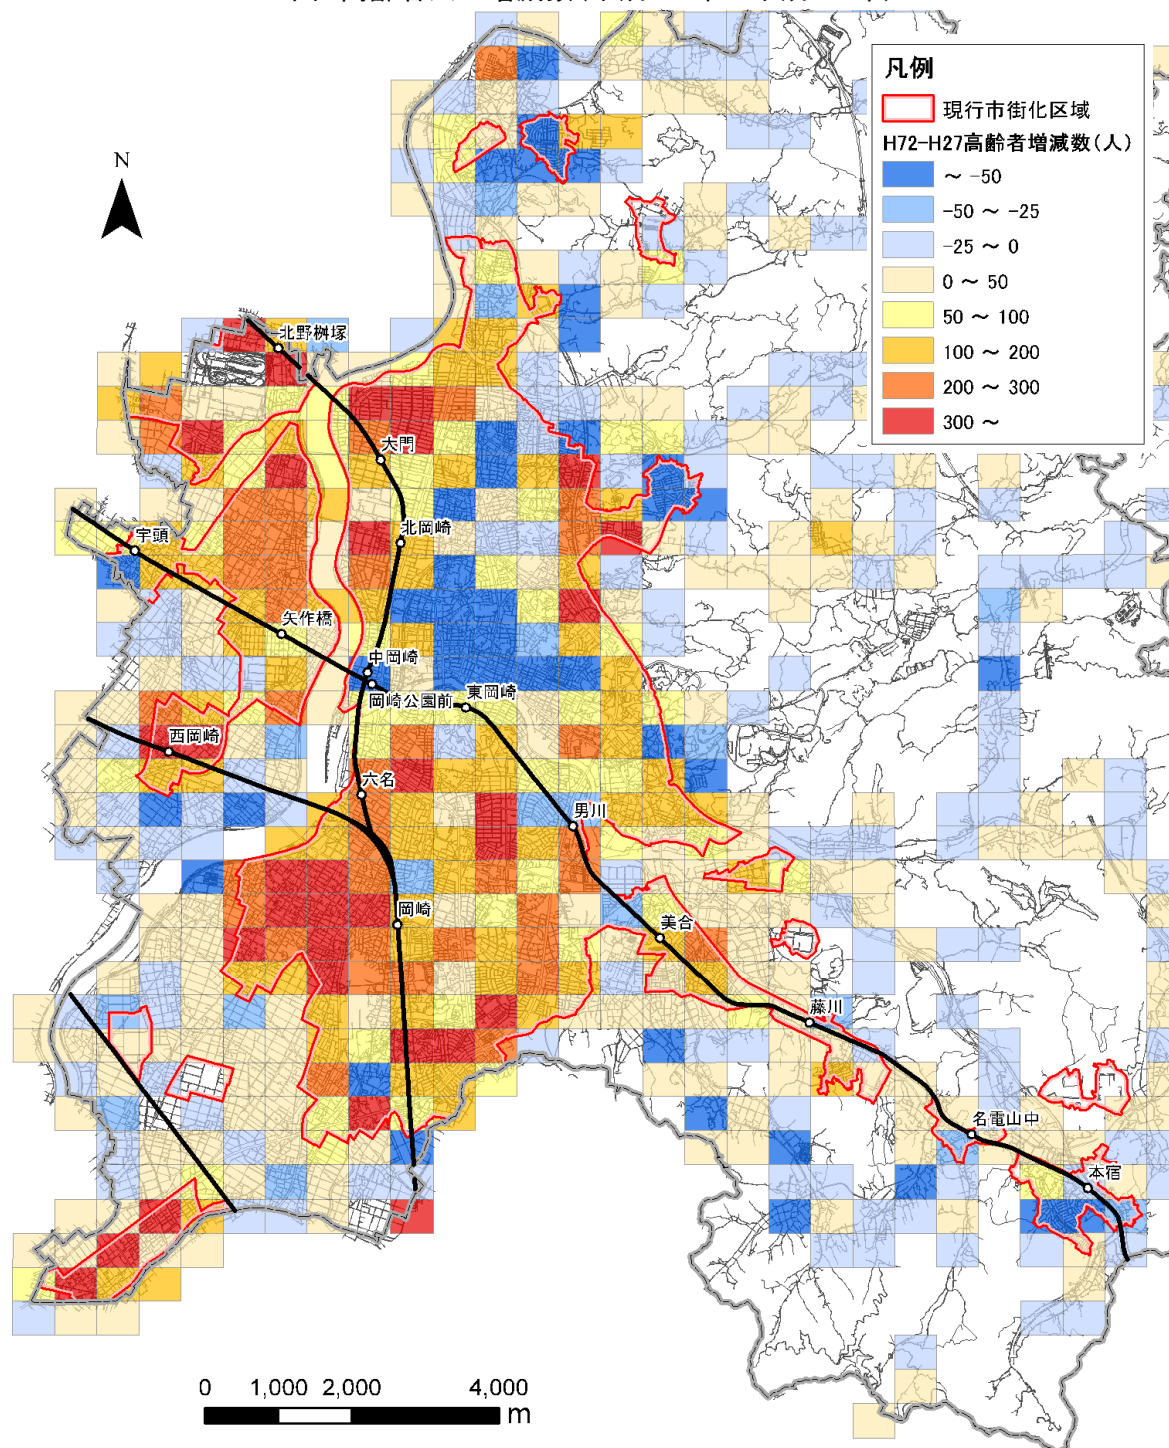 凡例
現行市街化区域
H72-H27高齢者増減数(人)
～ -50
-50 ～ -25
-25 ～ 0
0 ～ 50
50 ～ 100
100 ～ 200
200 ～ 300
300 ～
N
北野桝塚
大門
北岡崎
宇頭
矢作橋
中岡崎
岡崎公園前
東岡崎
西岡崎
六名
男川
岡崎
美合
藤川
名電山中
本宿
0 1,000 2,000 4,000
m